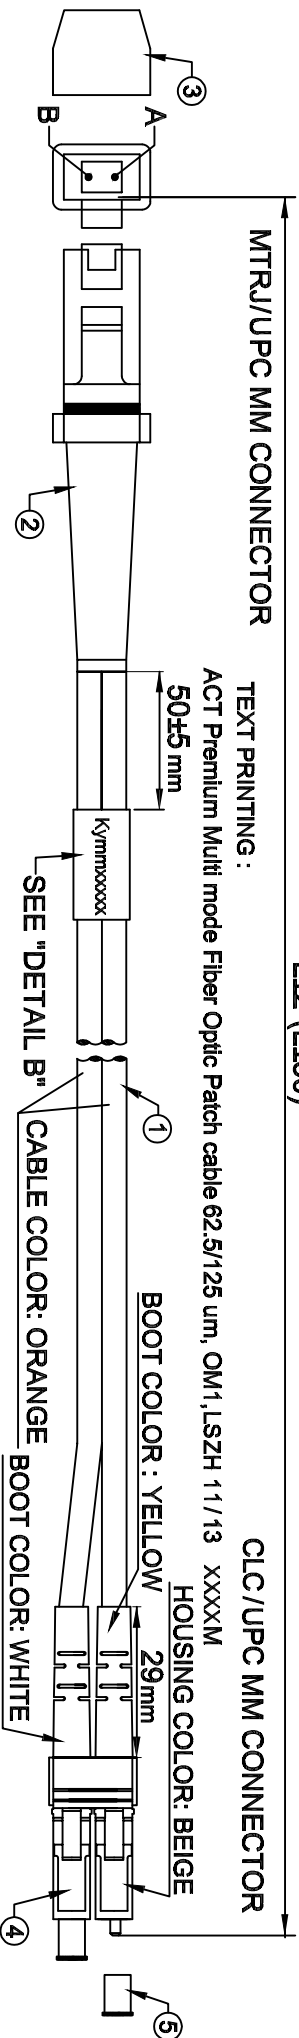 MTRJ/UPC MM CONNECTOR
CLC/UPC MM CONNECTOR
TEXT PRINTING :
ACT Premium Multi mode Fiber Optic Patch cable 62.5/125 um, OM1,LSZH 11/13 XXXXM
3
A
B
2
50±5 mm
Kymmxxxxx
SEE "DETAIL B"
1
CABLE COLOR: ORANGE
BOOT COLOR : YELLOW
HOUSING COLOR: BEIGE
29mm
BOOT COLOR: WHITE
4
5